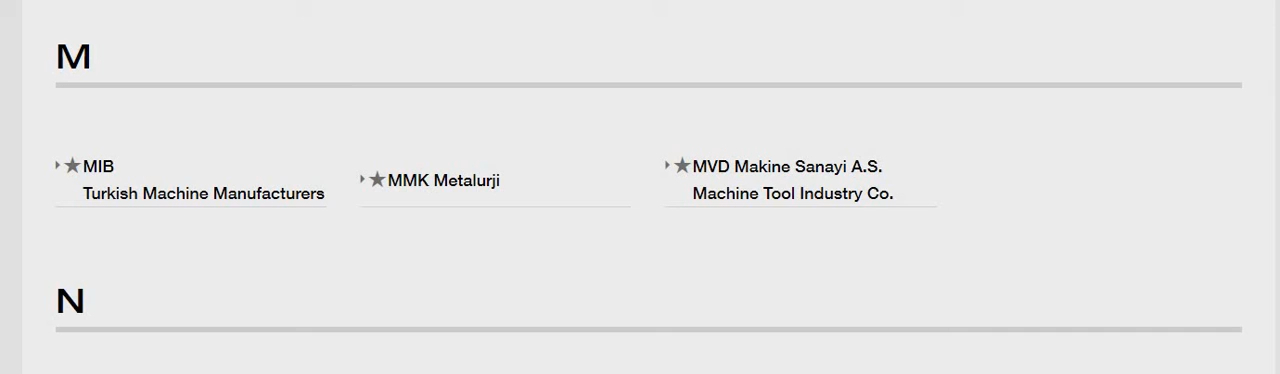 M
MIB
Turkish Machine Manufacturers
MMK Metalurji
MVD Makine Sanayi A.S.
Machine Tool Industry Co.
N